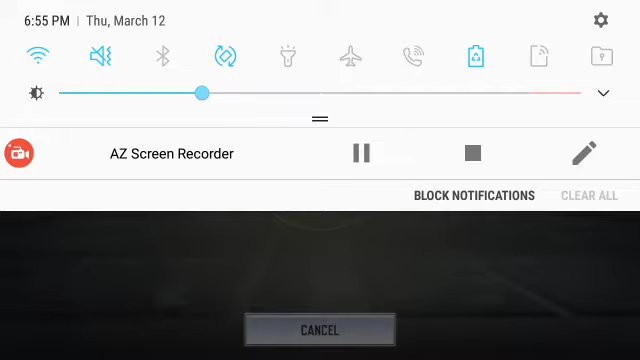 6:55 PM | Thu, March 12
AZ Screen Recorder
BLOCK NOTIFICATIONS CLEAR ALL
CANCEL